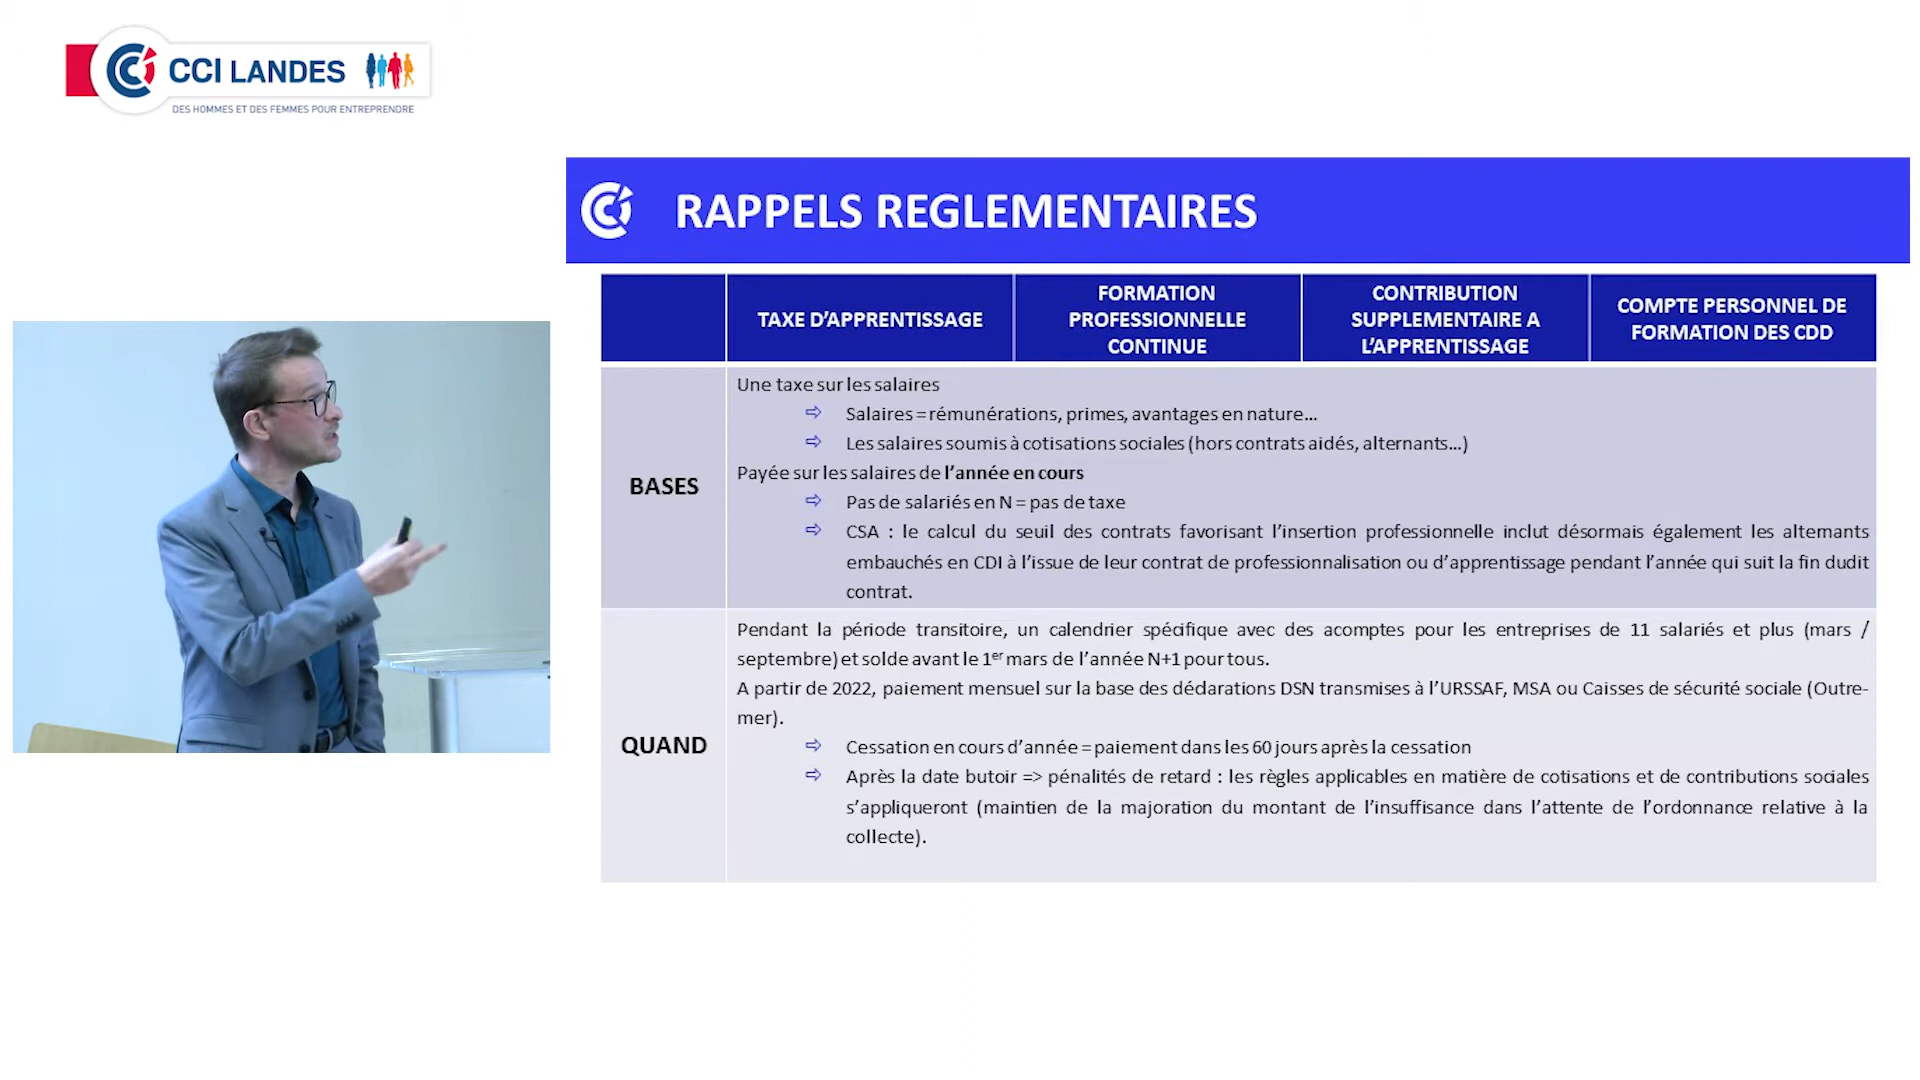 CCI LANDES
DES HOMMES ET DES FEMMES POUR ENTREPRENDRE
RAPPELS REGLEMENTAIRES
TAXE D’APPRENTISSAGE
FORMATION
PROFESSIONNELLE
CONTINUE
CONTRIBUTION
SUPPLEMENTAIRE A
L’APPRENTISSAGE
COMPTE PERSONNEL DE
FORMATION DES CDD
BASES
Une taxe sur les salaires
⇨ Salaires = rémunérations, primes, avantages en nature…
⇨ Les salaires soumis à cotisations sociales (hors contrats aidés, alternants…)
Payée sur les salaires de l’année en cours
⇨ Pas de salariés en N = pas de taxe
⇨ CSA : le calcul du seuil des contrats favorisant l’insertion professionnelle inclut désormais également les alternants
embauchés en CDI à l’issue de leur contrat de professionnalisation ou d’apprentissage pendant l’année qui suit la fin dudit
contrat.
QUAND
Pendant la période transitoire, un calendrier spécifique avec des acomptes pour les entreprises de 11 salariés et plus (mars /
septembre) et solde avant le 1er mars de l’année N+1 pour tous.
A partir de 2022, paiement mensuel sur la base des déclarations DSN transmises à l’URSSAF, MSA ou Caisses de sécurité sociale (Outre-
mer).
⇨ Cessation en cours d’année = paiement dans les 60 jours après la cessation
⇨ Après la date butoir => pénalités de retard : les règles applicables en matière de cotisations et de contributions sociales
s’appliqueront (maintien de la majoration du montant de l’insuffisance dans l’attente de l’ordonnance relative à la
collecte).